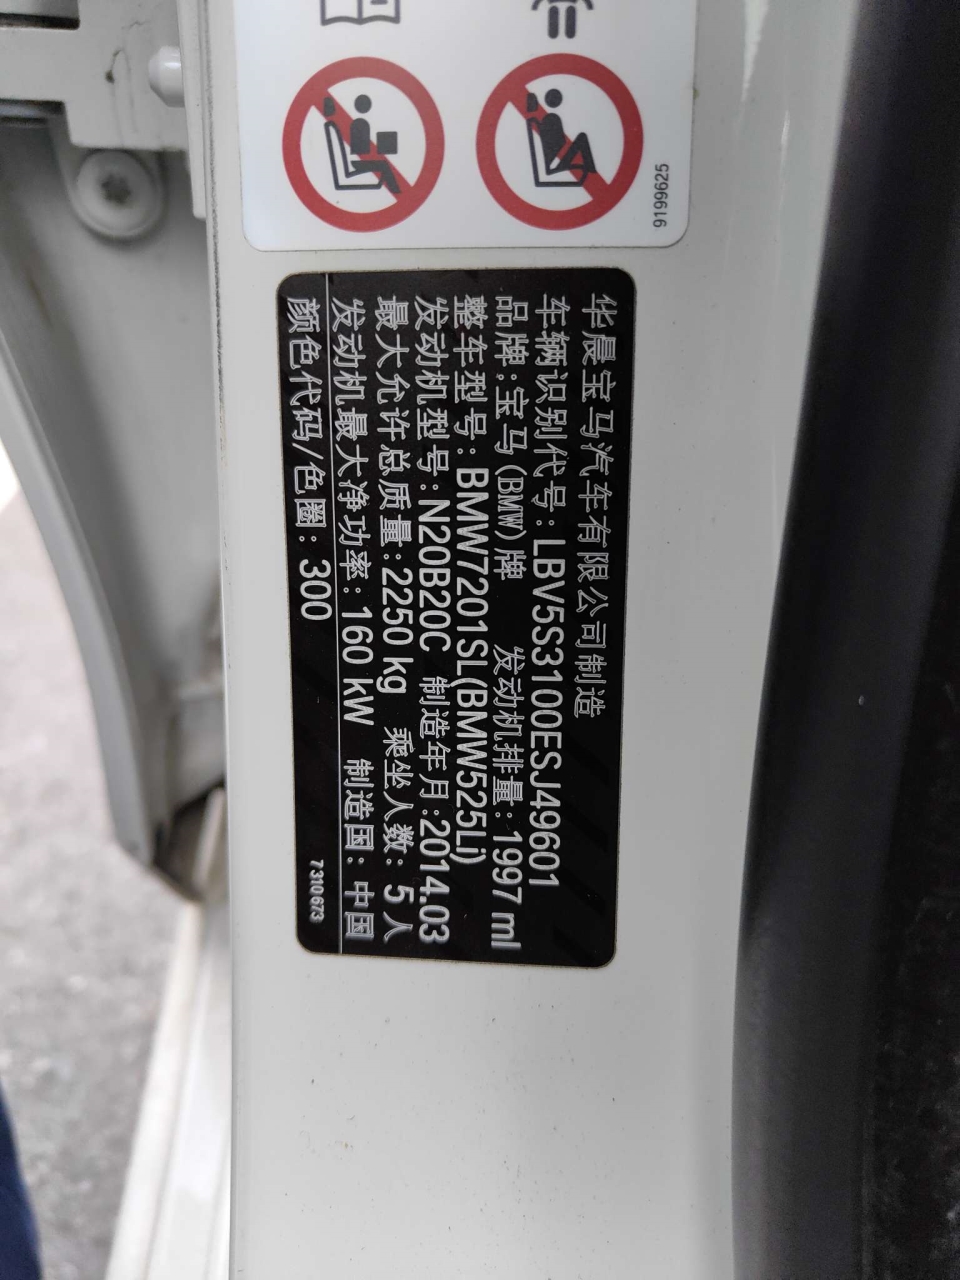 9199625
华晨宝马汽车有限公司制造
车辆识别代号:LBV5S3100ESJ49601
品牌:宝马(BMW)牌 发动机排量:1997 ml
整车型号:BMW7201SL(BMW525Li)
发动机型号:N20B20C 制造年月:2014.03
最大允许总质量:2250 kg 乘坐人数: 5 人
发动机最大净功率:160 kW 制造国: 中国
颜色代码/色圈: 300
7 310 673